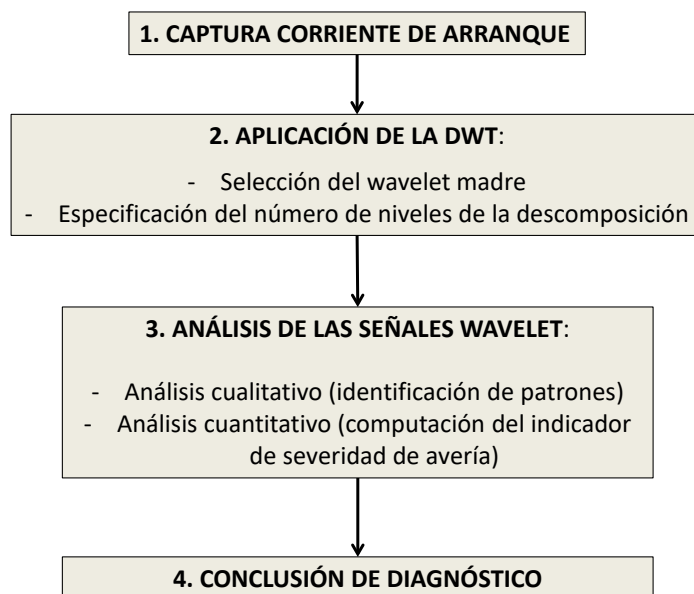 1. CAPTURA CORRIENTE DE ARRANQUE
2. APLICACIÓN DE LA DWT:
- Selección del wavelet madre
- Especificación del número de niveles de la descomposición
3. ANÁLISIS DE LAS SEÑALES WAVELET:
- Análisis cualitativo (identificación de patrones)
- Análisis cuantitativo (computación del indicador
de severidad de avería)
4. CONCLUSIÓN DE DIAGNÓSTICO